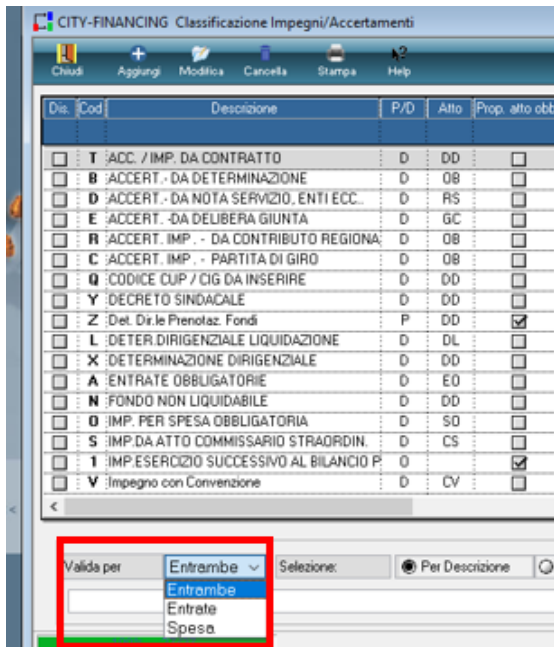 CITY-FINANCING Classificazione Impegni/Accertamenti
Chiudi Aggiungi Modifica Cancella Stampa Help
Dis. Cod Descrizione P/D Atto Prop. atto obb
T ACC. / IMP. DA CONTRATTO D DD
B ACCERT.- DA DETERMINAZIONE D OB
D ACCERT.- DA NOTA SERVIZIO, ENTI ECC.. D RS
E ACCERT. -DA DELIBERA GIUNTA D GC
R ACCERT. IMP. - DA CONTRIBUTO REGIONA D OB
C ACCERT. IMP. - PARTITA DI GIRO D OB
Q CODICE CUP / CIG DA INSERIRE D DD
Y DECRETO SINDACALE D DD
Z Det. Dir.le Prenotaz. Fondi P DD
L DETER.DIRIGENZIALE LIQUIDAZIONE D DL
X DETERMINAZIONE DIRIGENZIALE D DD
A ENTRATE OBBLIGATORIE D EO
N FONDO NON LIQUIDABILE D DD
O IMP. PER SPESA OBBLIGATORIA D SO
S IMP.DA ATTO COMMISSARIO STRAORDIN. D CS
1 IMP.ESERCIZIO SUCCESSIVO AL BILANCIO P O
V Impegno con Convenzione D CV
Valida per Entrambe Selezione: Per Descrizione
Entrambe
Entrate
Spesa